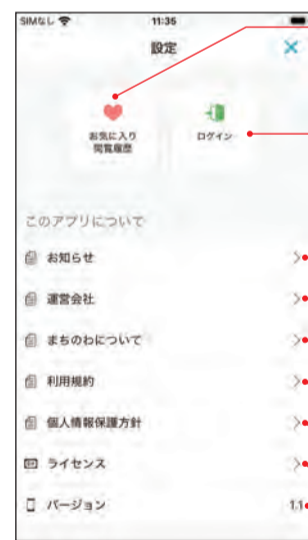 SIMなし 11:35
設定
お気に入り
閲覧履歴
ログイン
このアプリについて
お知らせ
運営会社
まちのわについて
利用規約
個人情報保護方針
ライセンス
バージョン 1.1